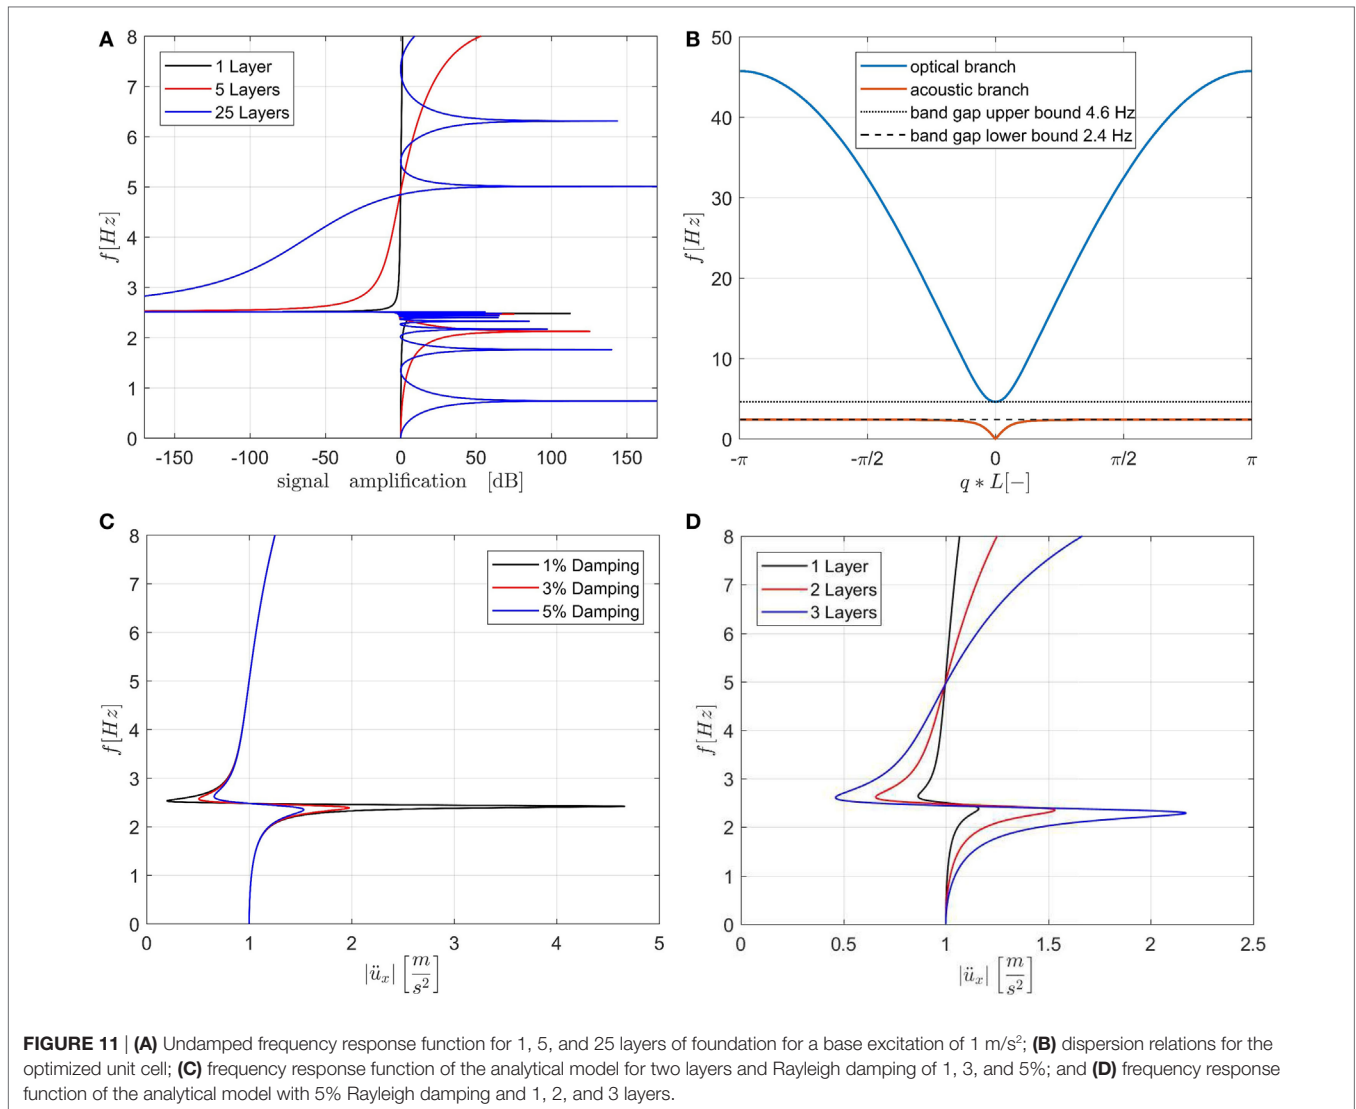 A
8
7
6
5
4
3
2
1
0
f[Hz]
1 Layer
5 Layers
25 Layers
-150 -100 -50 0 50 100 150
signal amplification [dB]
B
50
40
30
20
10
0
f[Hz]
optical branch
acoustic branch
band gap upper bound 4.6 Hz
band gap lower bound 2.4 Hz
-π -π/2 0 π/2 π
q * L[−]
C
8
7
6
5
4
3
2
1
0
f[Hz]
1% Damping
3% Damping
5% Damping
0 1 2 3 4 5
|ü_x| [m/s²]
D
8
7
6
5
4
3
2
1
0
f[Hz]
1 Layer
2 Layers
3 Layers
0 0.5 1 1.5 2 2.5
|ü_x| [m/s²]
FIGURE 11 | (A) Undamped frequency response function for 1, 5, and 25 layers of foundation for a base excitation of 1 m/s²; (B) dispersion relations for the
optimized unit cell; (C) frequency response function of the analytical model for two layers and Rayleigh damping of 1, 3, and 5%; and (D) frequency response
function of the analytical model with 5% Rayleigh damping and 1, 2, and 3 layers.